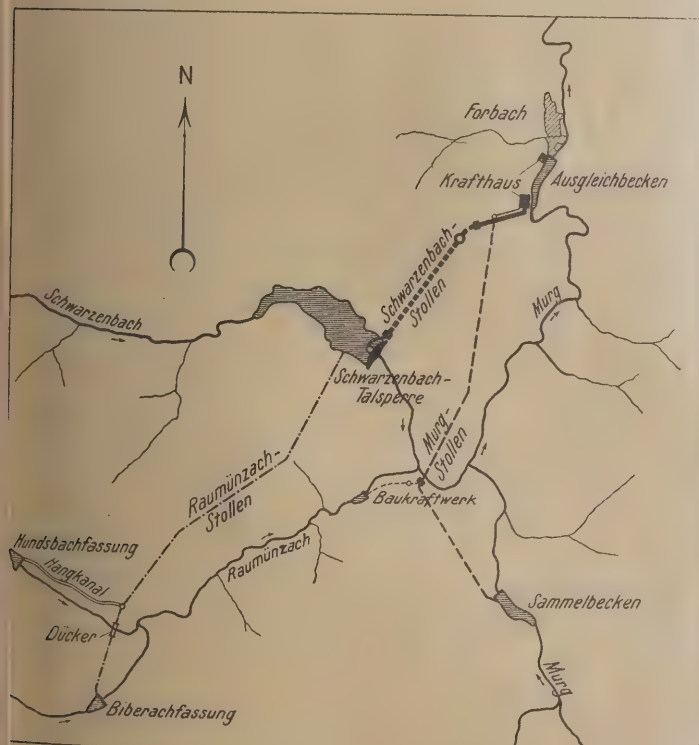 N
Forbach
Krafthaus
Ausgleichbecken
Schwarzenbach-
Stollen
Schwarzenbach
Murg
Schwarzenbach-
Talsperre
Murg-
Stollen
Raumünzach-
Stollen
Baukraftwerk
Hundsbachfassung
Hangkanal
Raumünzach
Sammelbecken
Dücker
Murg
Biberachfassung